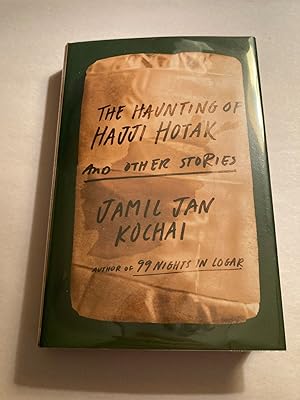 THE HAUNTING OF
HAJJI HOTAK
AND OTHER STORIES
JAMIL JAN
KOCHAI
AUTHOR OF 99 NIGHTS IN LOGAR